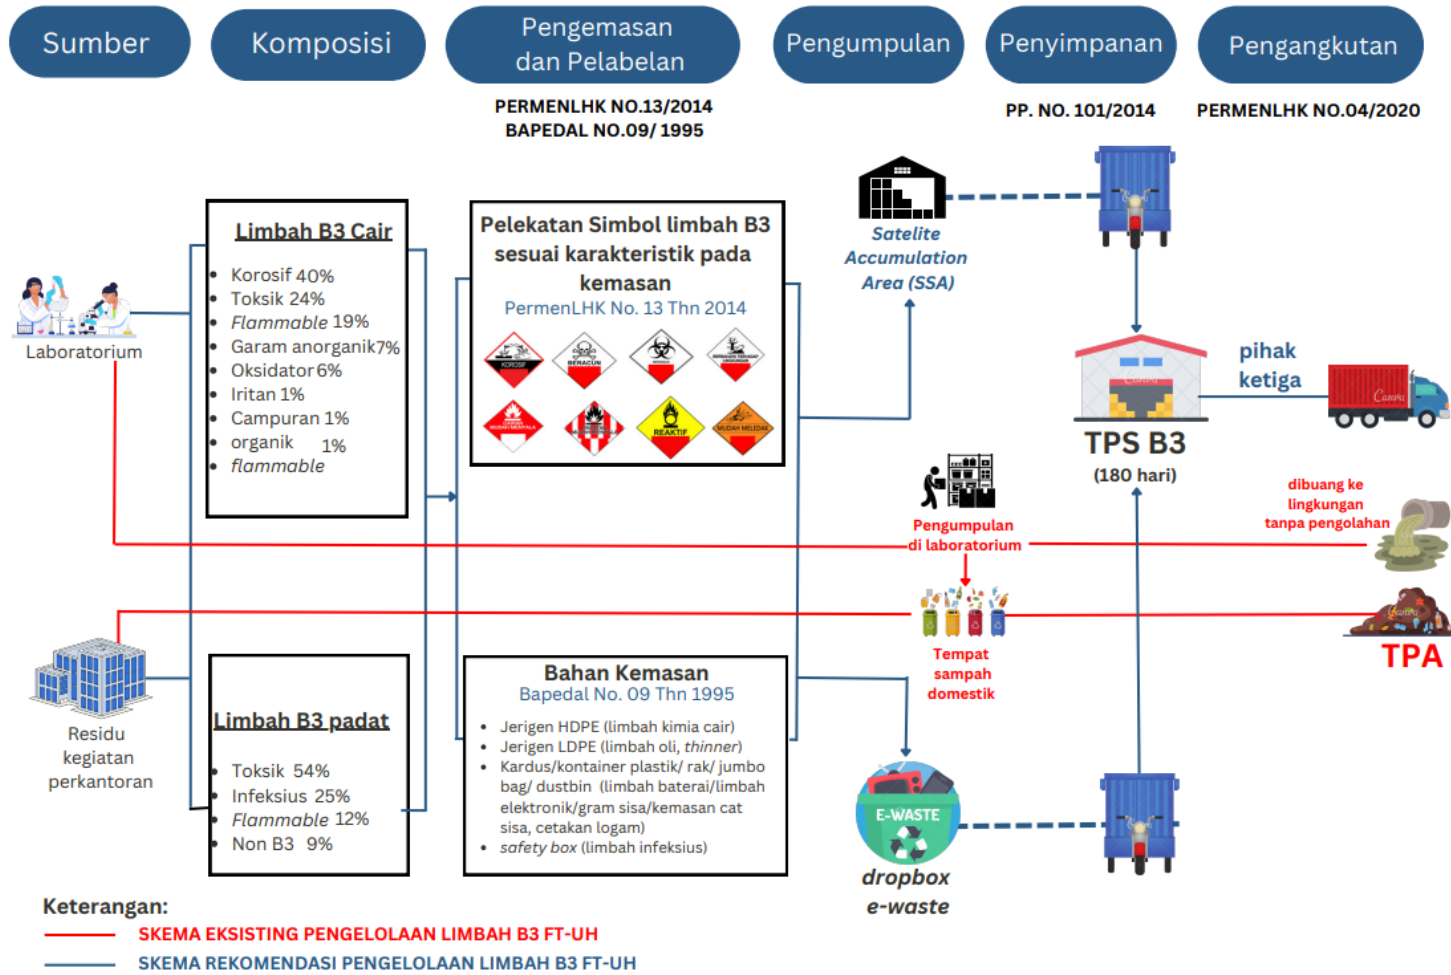 Sumber
Komposisi
Pengemasan
dan Pelabelan
Pengumpulan
Penyimpanan
Pengangkutan
PERMENLHK NO.13/2014
BAPEDAL NO.09/ 1995
PP. NO. 101/2014
PERMENLHK NO.04/2020
Laboratorium
Limbah B3 Cair
Korosif 40%
Toksik 24%
Flammable 19%
Garam anorganik 7%
Oksidator 6%
Iritan 1%
Campuran 1%
organik 1%
flammable
Pelekatan Simbol limbah B3
sesuai karakteristik pada
kemasan
PermenLHK No. 13 Thn 2014
KOROSIF
BERACUN
REAKTIF
MUDAH MELEDAK
Satelite
Accumulation
Area (SSA)
TPS B3
(180 hari)
pihak
ketiga
Canva
Canva
Pengumpulan
di laboratorium
dibuang ke
lingkungan
tanpa pengolahan
Tempat
sampah
domestik
TPA
Residu
kegiatan
perkantoran
Limbah B3 padat
Toksik 54%
Infeksius 25%
Flammable 12%
Non B3 9%
Bahan Kemasan
Bapedal No. 09 Thn 1995
Jerigen HDPE (limbah kimia cair)
Jerigen LDPE (limbah oli, thinner)
Kardus/kontainer plastik/ rak/ jumbo
bag/ dustbin (limbah baterai/limbah
elektronik/gram sisa/kemasan cat
sisa, cetakan logam)
safety box (limbah infeksius)
E-WASTE
dropbox
e-waste
Keterangan:
SKEMA EKSISTING PENGELOLAAN LIMBAH B3 FT-UH
SKEMA REKOMENDASI PENGELOLAAN LIMBAH B3 FT-UH